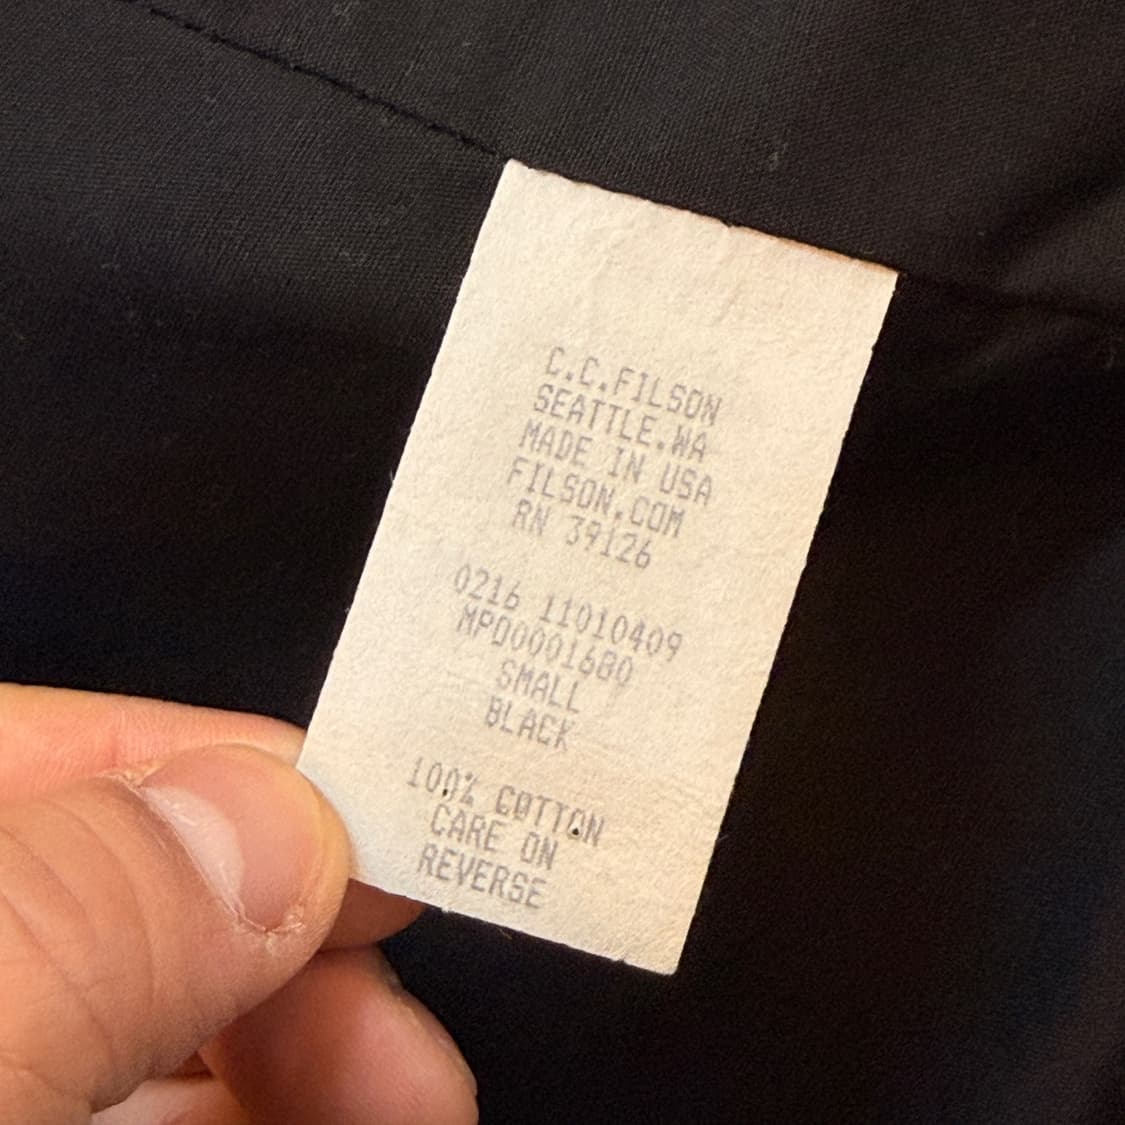 C.C.FILSON
SEATTLE.WA
MADE IN USA
FILSON.COM
RN 39126
0216 11010409
MPD0001680
SMALL
BLACK
100% COTTON
CARE ON
REVERSE